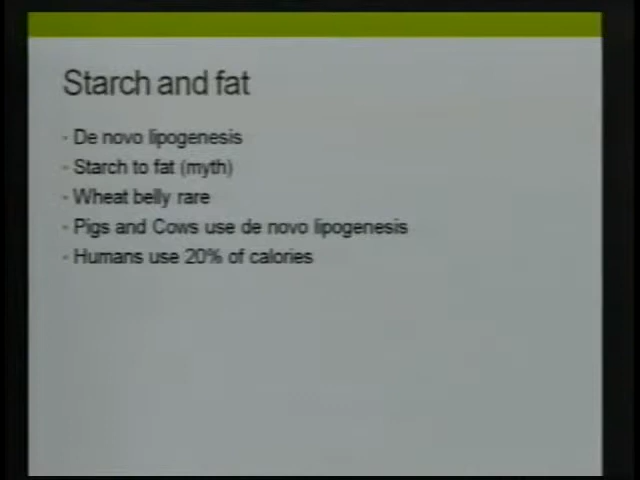 Starch and fat
- De novo lipogenesis
- Starch to fat (myth)
- Wheat belly rare
- Pigs and Cows use de novo lipogenesis
- Humans use 20% of calories